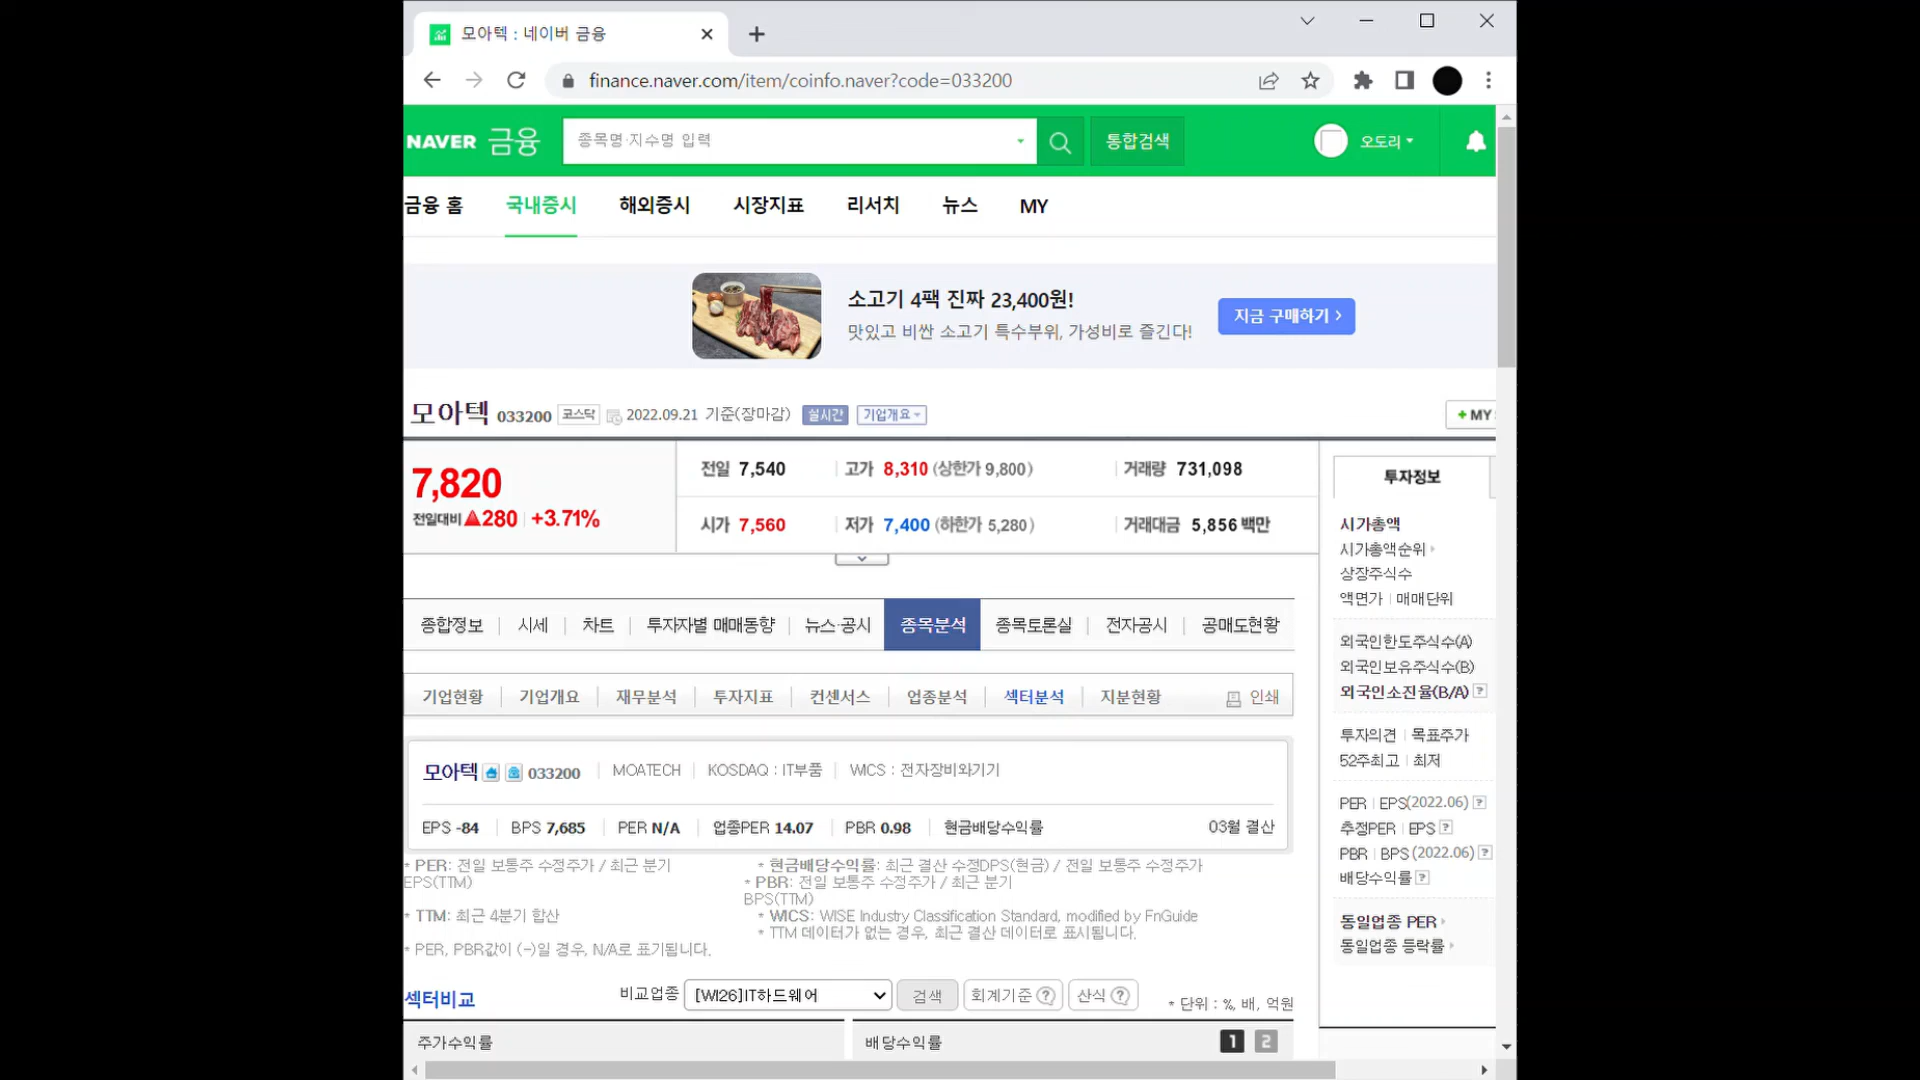 모아텍 : 네이버 금융
finance.naver.com/item/coinfo.naver?code=033200
NAVER 금융 종목명·지수명 입력 통합검색 오도리
금융 홈 국내증시 해외증시 시장지표 리서치 뉴스 MY
소고기 4팩 진짜 23,400원!
맛있고 비싼 소고기 특수부위, 가성비로 즐긴다!
지금 구매하기 >
모아텍 033200 코스닥 2022.09.21 기준(장마감) 실시간 기업개요 + MY
7,820
전일대비 ▲280 +3.71%
전일 7,540 고가 8,310 (상한가 9,800) 거래량 731,098
시가 7,560 저가 7,400 (하한가 5,280) 거래대금 5,856 백만
투자정보
시가총액
시가총액순위
상장주식수
액면가 매매단위
외국인한도주식수(A)
외국인보유주식수(B)
외국인소진율(B/A) ?
투자의견 목표주가
52주최고 최저
PER EPS(2022.06) ?
추정PER EPS ?
PBR BPS (2022.06) ?
배당수익률 ?
동일업종 PER
동일업종 등락률
종합정보 시세 차트 투자자별 매매동향 뉴스·공시 종목분석 종목토론실 전자공시 공매도현황
기업현황 기업개요 재무분석 투자지표 컨센서스 업종분석 섹터분석 지분현황 인쇄
모아텍 033200 MOATECH KOSDAQ : IT부품 WICS : 전자장비와기기
EPS -84 BPS 7,685 PER N/A 업종PER 14.07 PBR 0.98 현금배당수익률 03월 결산
* PER: 전일 보통주 수정주가 / 최근 분기
EPS(TTM)
* 현금배당수익률: 최근 결산 수정DPS(현금) / 전일 보통주 수정주가
* PBR: 전일 보통주 수정주가 / 최근 분기
BPS(TTM)
* TTM: 최근 4분기 합산
* WICS: WISE Industry Classification Standard, modified by FnGuide
* TTM 데이터가 없는 경우, 최근 결산 데이터로 표시됩니다.
* PER, PBR값이 (-)일 경우, N/A로 표기됩니다.
섹터비교 비교업종 [WI26]IT하드웨어 검색 회계기준 ? 산식 ? * 단위 : %, 배, 억원
주가수익률 배당수익률 1 2